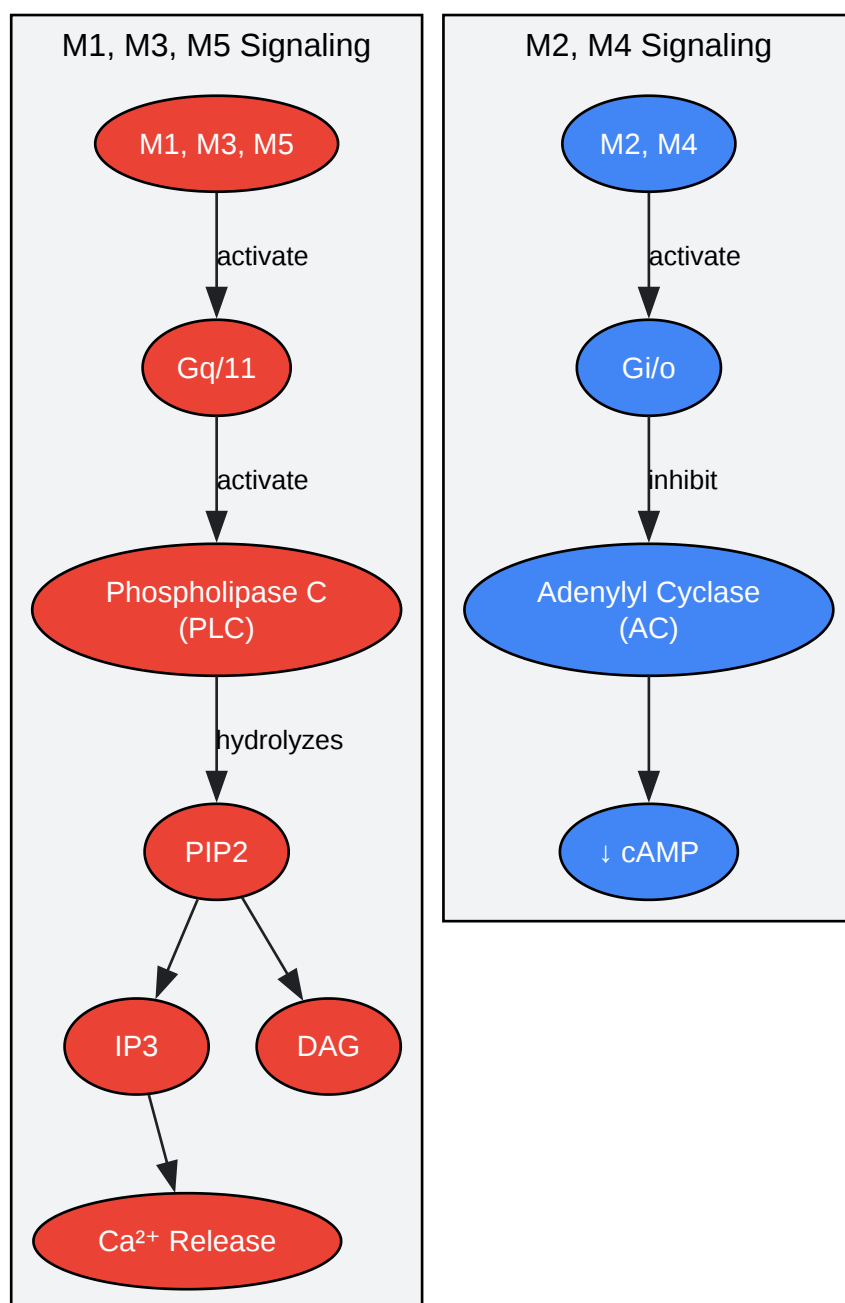 M1, M3, M5 Signaling
M1, M3, M5
activate
Gq/11
activate
Phospholipase C
(PLC)
hydrolyzes
PIP2
IP3
DAG
Ca²⁺ Release
M2, M4 Signaling
M2, M4
activate
Gi/o
inhibit
Adenylyl Cyclase
(AC)
↓ cAMP